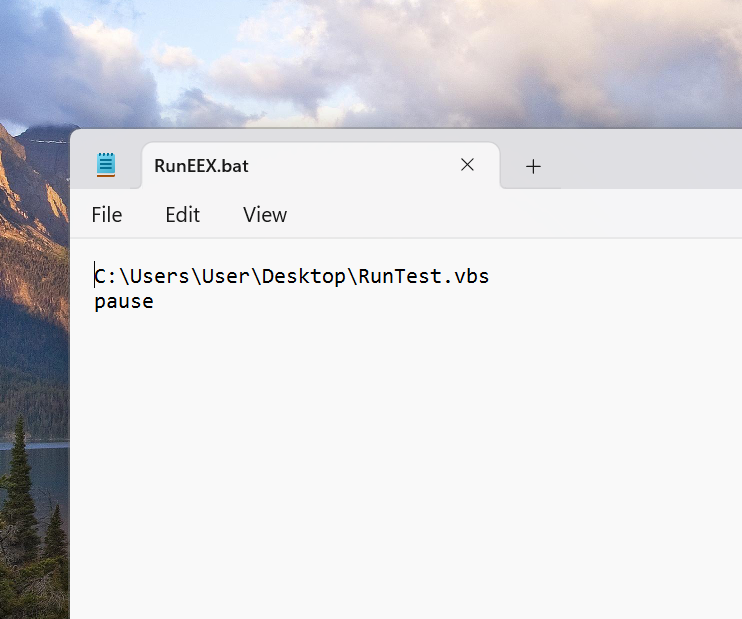 RunEEX.bat
File Edit View
C:\Users\User\Desktop\RunTest.vbs
pause